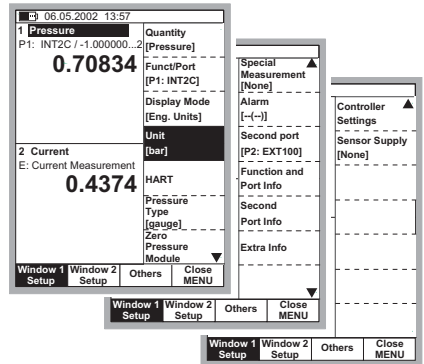 06.05.2002 13:57
1 Pressure
P1: INT2C / -1.000000...2
0.70834
2 Current
E: Current Measurement
0.4374
Quantity
[Pressure]
Funct/Port
[P1: INT2C]
Display Mode
[Eng. Units]
Unit
[bar]
HART
Pressure
Type
[gauge]
Zero
Pressure
Module
Window 1 Setup
Window 2 Setup
Others
Close MENU
Special
Measurement
[None]
Alarm
[--(--)]
Second port
[P2: EXT100]
Function and
Port Info
Second
Port Info
Extra Info
Window 1 Setup
Window 2 Setup
Others
Close MENU
Controller
Settings
Sensor Supply
[None]
Window 1 Setup
Window 2 Setup
Others
Close MENU